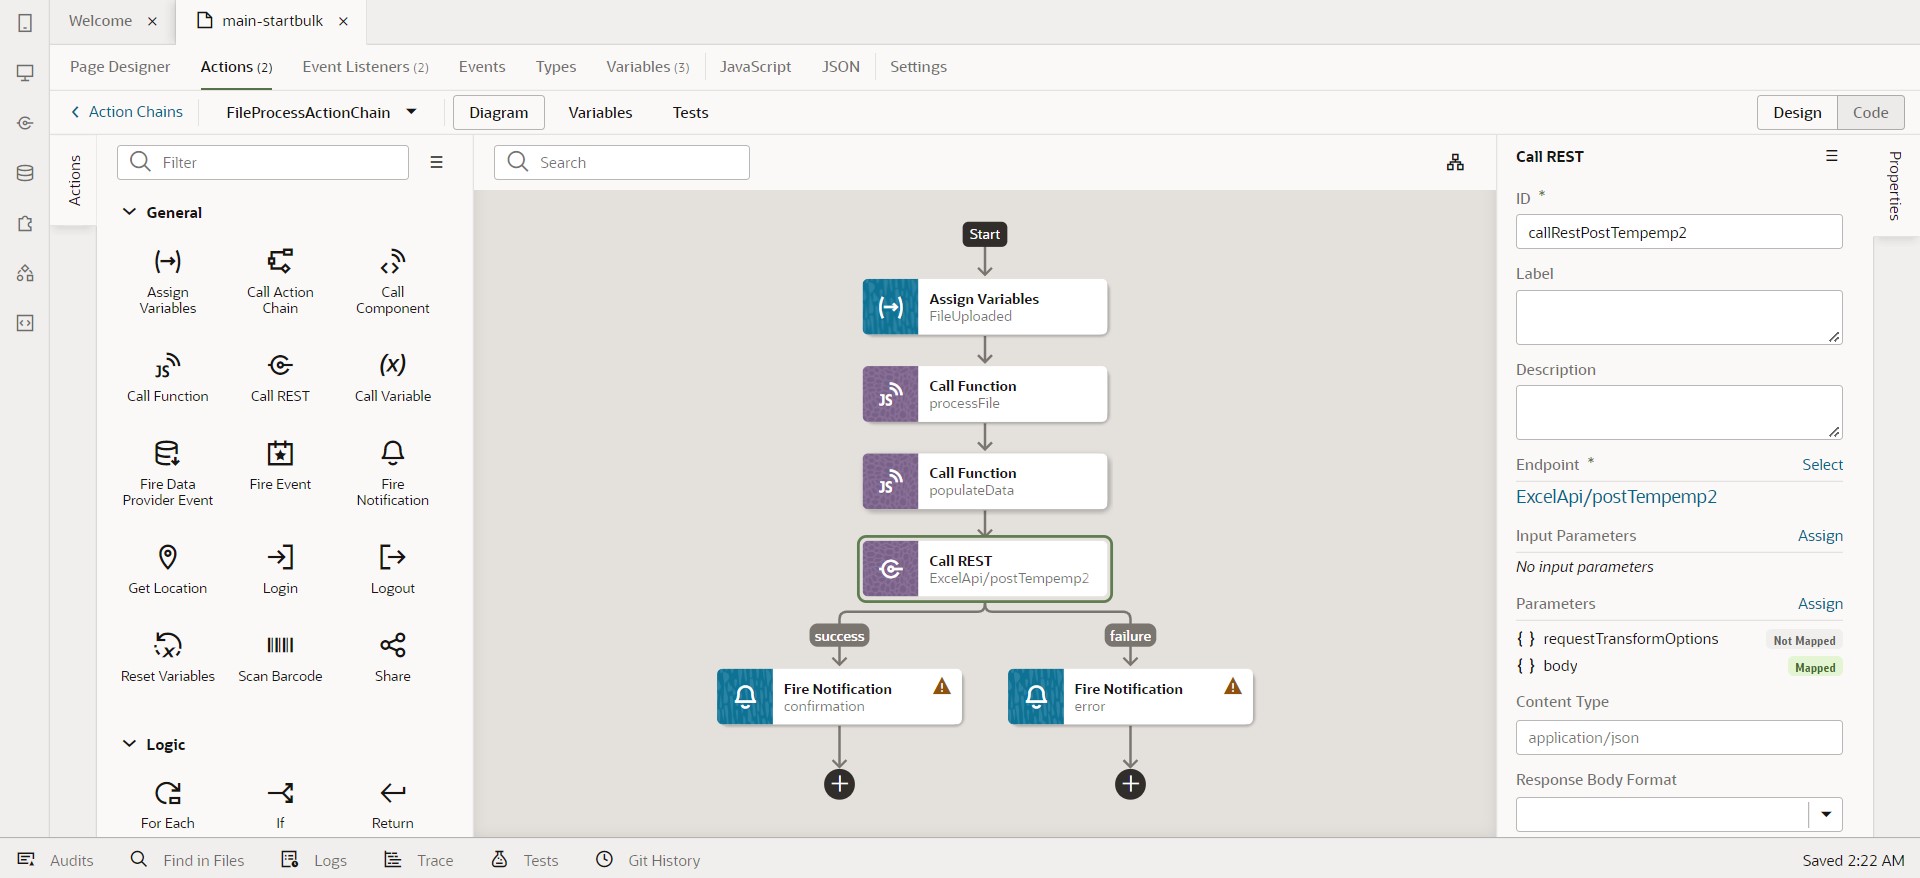 Welcome
main-startbulk
Page Designer
Actions (2)
Event Listeners (2)
Events
Types
Variables (3)
JavaScript
JSON
Settings
Action Chains
FileProcessActionChain
Diagram
Variables
Tests
Design
Code
Actions
Filter
General
Assign Variables
Call Action Chain
Call Component
Call Function
Call REST
Call Variable
Fire Data Provider Event
Fire Event
Fire Notification
Get Location
Login
Logout
Reset Variables
Scan Barcode
Share
Logic
For Each
If
Return
Search
Start
Assign Variables
FileUploaded
Call Function
processFile
Call Function
populateData
Call REST
ExcelApi/postTempemp2
success
failure
Fire Notification
confirmation
Fire Notification
error
Call REST
ID *
callRestPostTempemp2
Label
Description
Endpoint *
Select
ExcelApi/postTempemp2
Input Parameters
Assign
No input parameters
Parameters
Assign
{ } requestTransformOptions
Not Mapped
{ } body
Mapped
Content Type
application/json
Response Body Format
Properties
Audits
Find in Files
Logs
Trace
Tests
Git History
Saved 2:22 AM